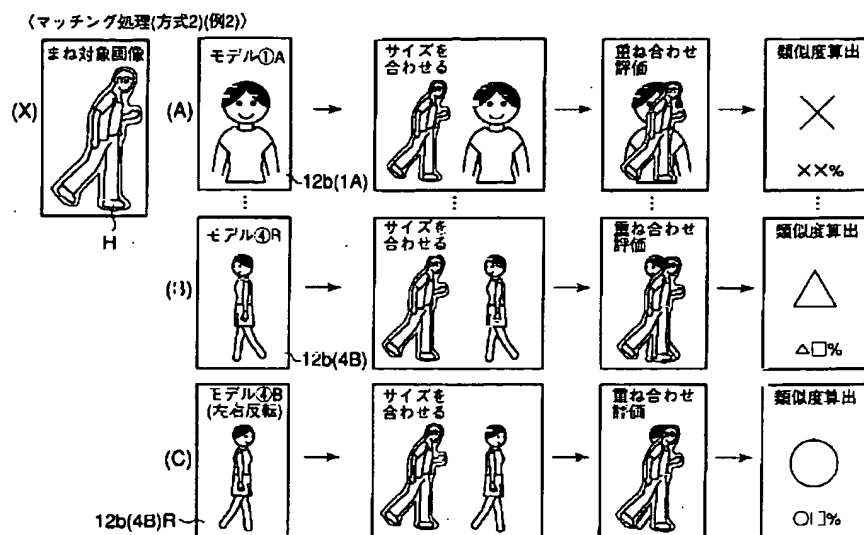 〈マッチング処理(方式2)(例2)〉
まね対象画像
(X)
H
(A)
モデル①A
12b(1A)
サイズを
合わせる
重ね合わせ
評価
類似度算出
××%
モデル④R
12b(4B)
サイズを
合わせる
重ね合わせ
評価
類似度算出
△□%
(C)
モデル④B
(左右反転)
12b(4B)R
サイズを
合わせる
重ね合わせ
評価
類似度算出